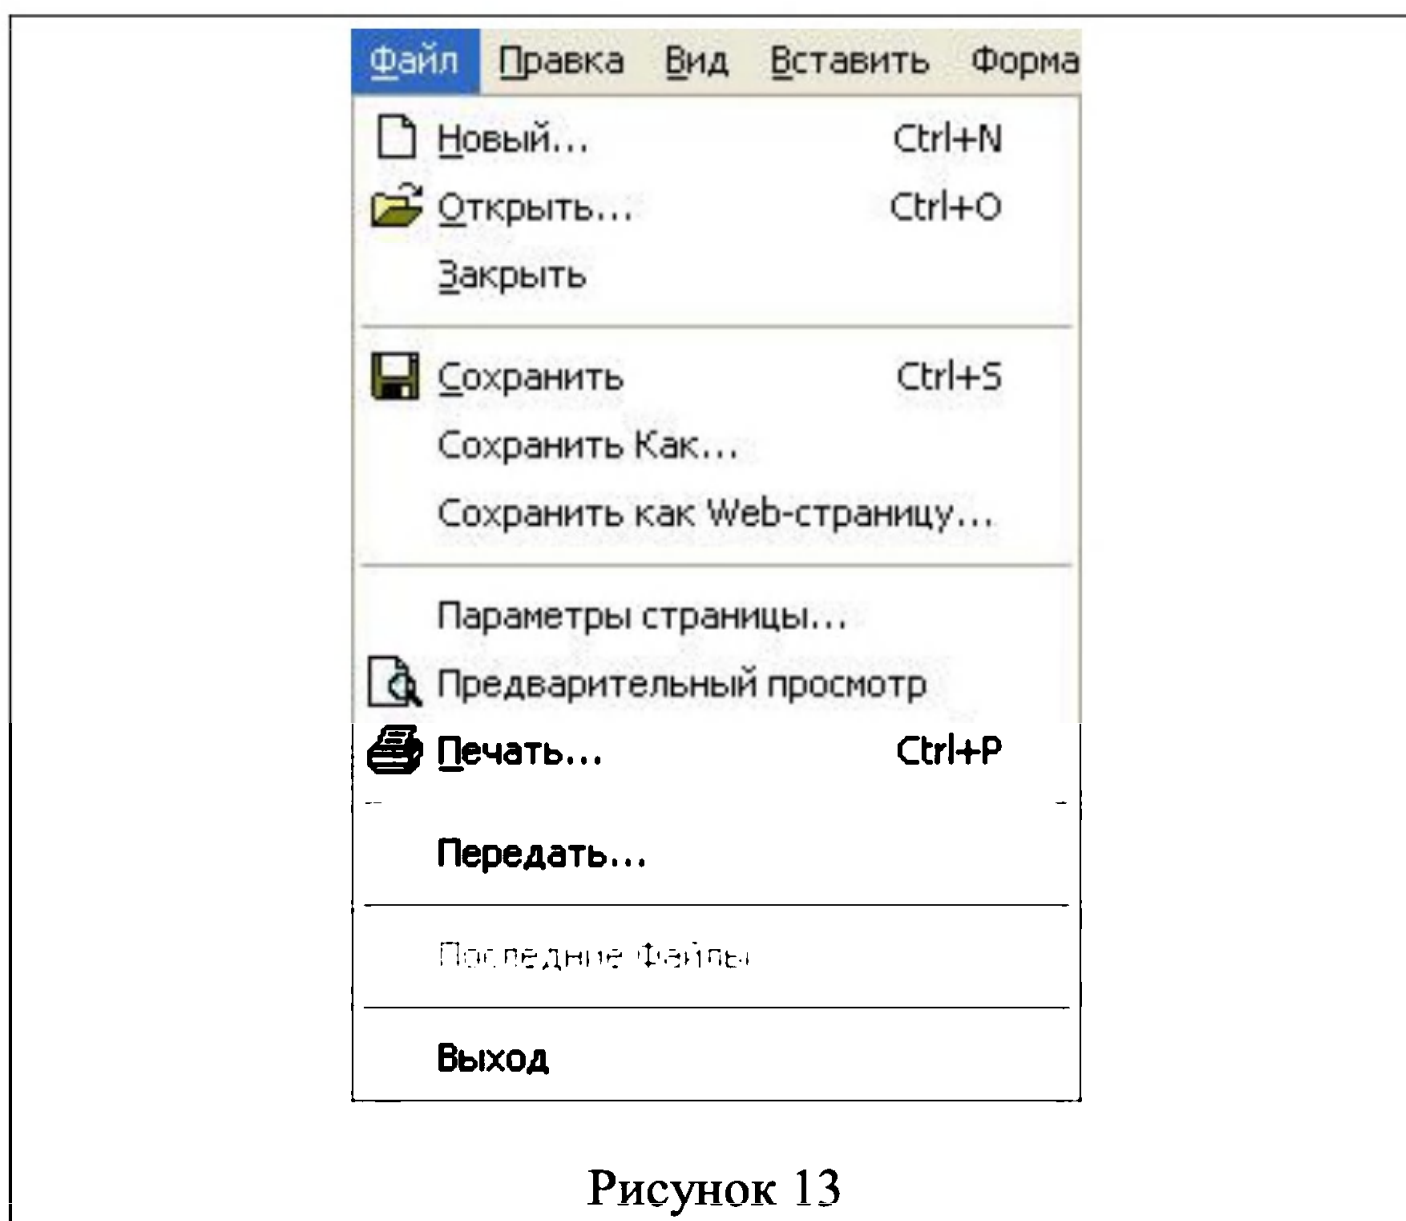 Файл Правка Вид Вставить Форма
Новый... Ctrl+N
Открыть... Ctrl+O
Закрыть
Сохранить Ctrl+S
Сохранить Как...
Сохранить как Web-страницу...
Параметры страницы...
Предварительный просмотр
Печать... Ctrl+P
Передать...
Последние Файлы
Выход
Рисунок 13